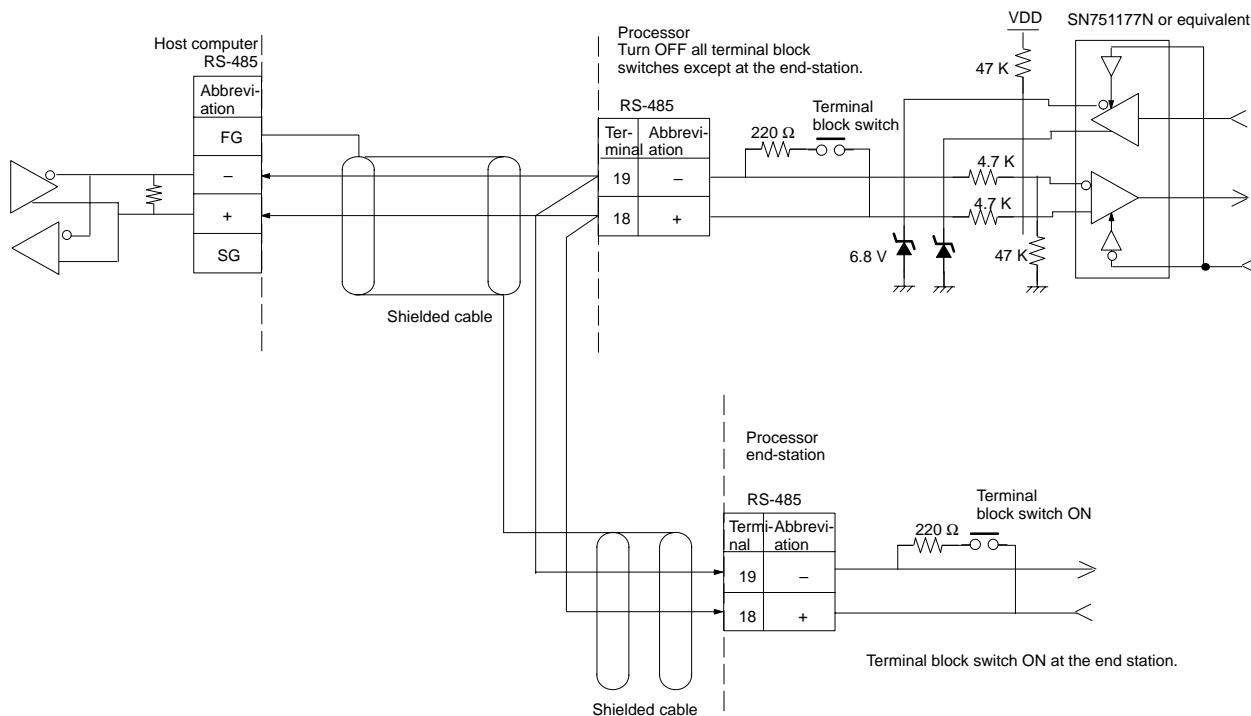 Host computer
RS-485
Abbrevi-
ation
FG
–
+
SG
Shielded cable
Processor
Turn OFF all terminal block
switches except at the end-station.
RS-485
Ter-
minal
Abbrevi-
ation
19
–
18
+
220 Ω
Terminal
block switch
VDD
47 K
SN751177N or equivalent
4.7 K
4.7 K
6.8 V
47 K
Processor
end-station
RS-485
Termi-
nal
Abbrevi-
ation
19
–
18
+
220 Ω
Terminal
block switch ON
Terminal block switch ON at the end station.
Shielded cable